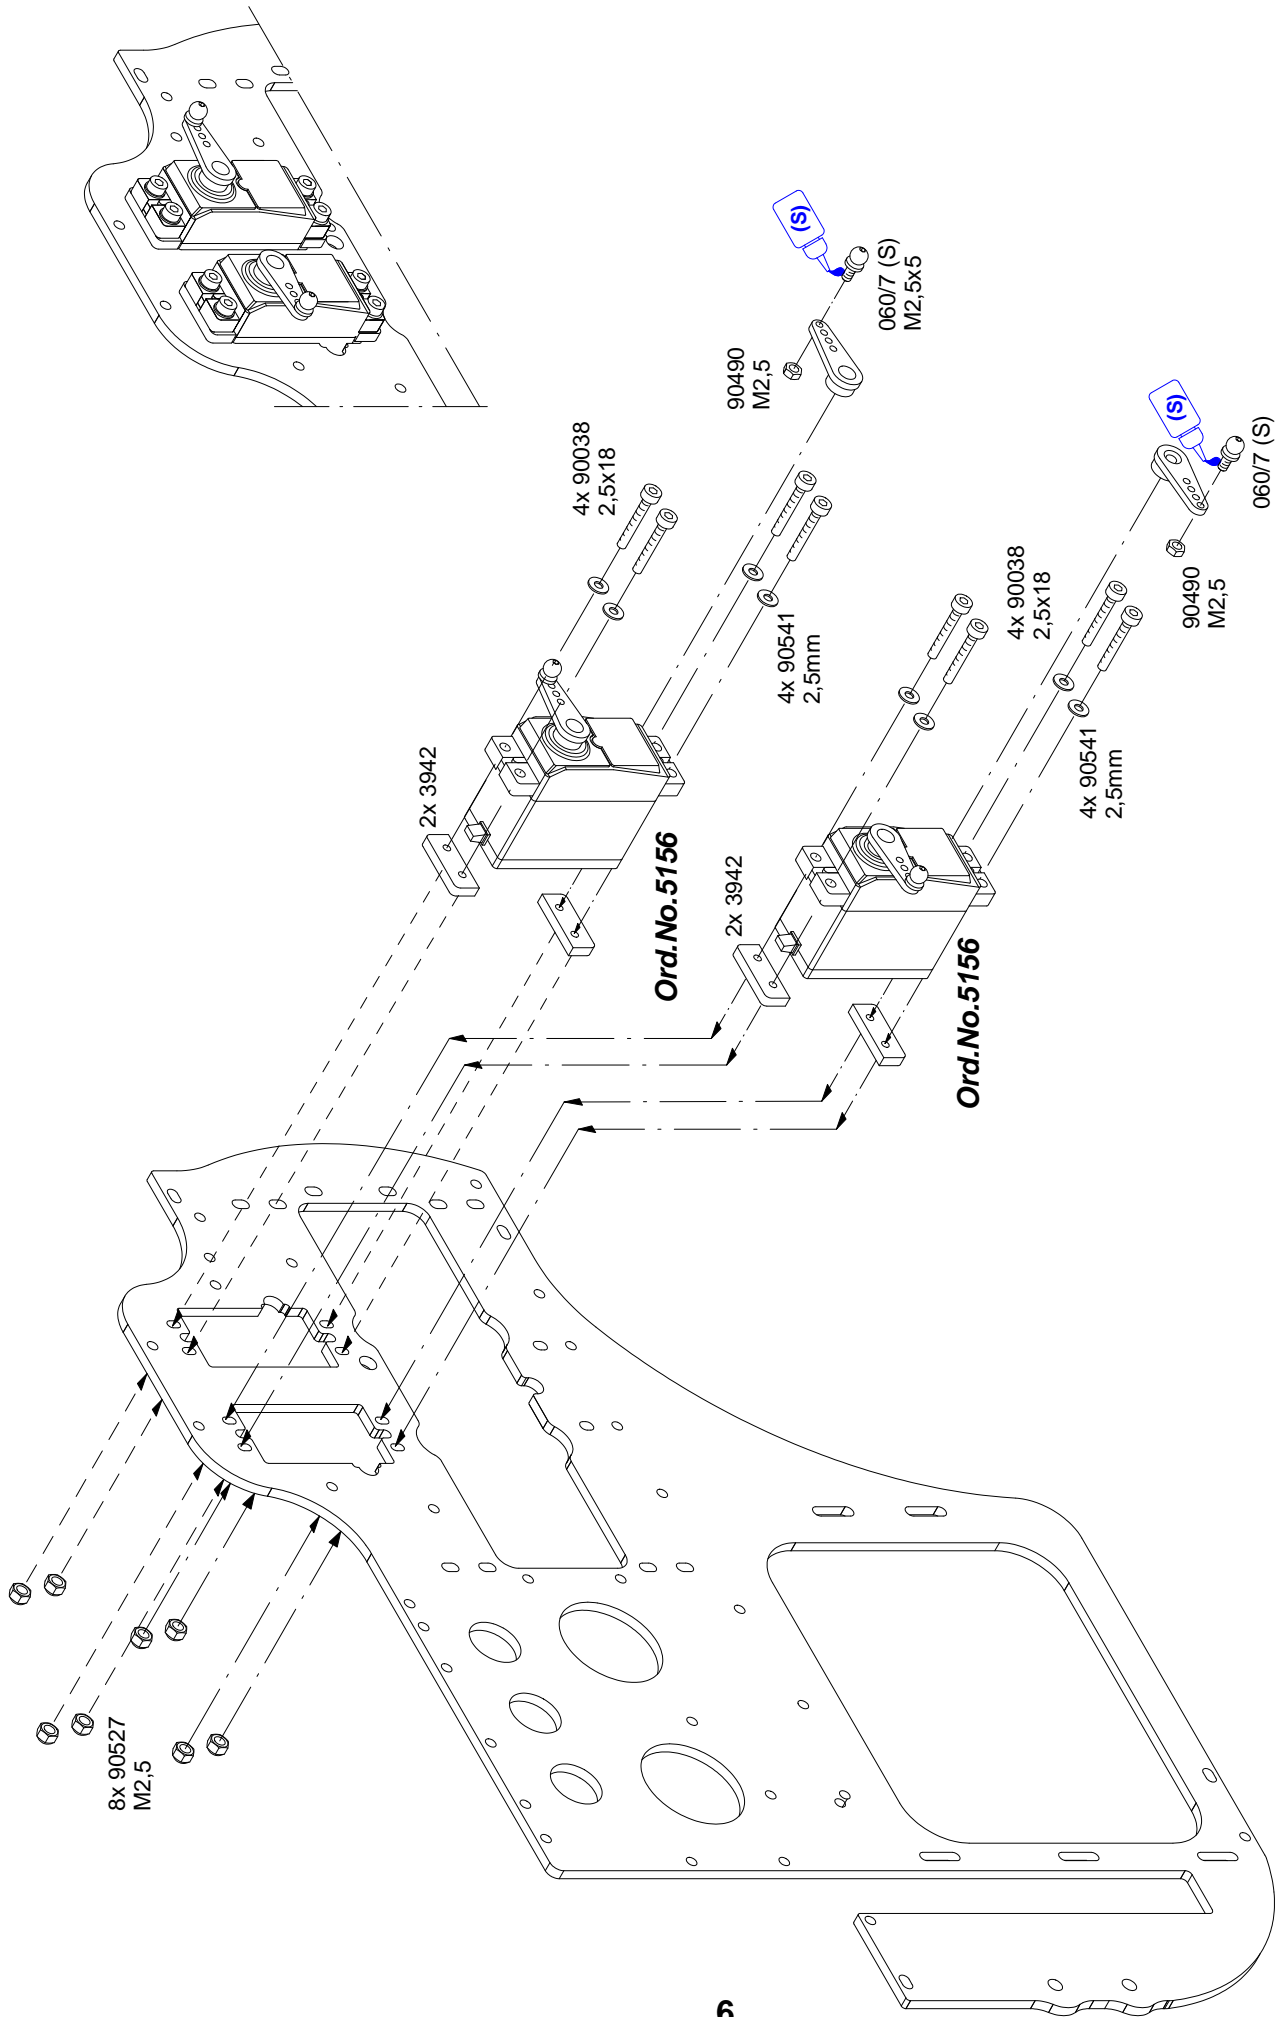 (S)
060/7 (S)
M2,5x5
90490
M2,5
4x 90038
2,5x18
(S)
060/7 (S)
90490
M2,5
4x 90541
2,5mm
4x 90038
2,5x18
2x 3942
Ord.No.5156
4x 90541
2,5mm
2x 3942
Ord.No.5156
8x 90527
M2,5
6